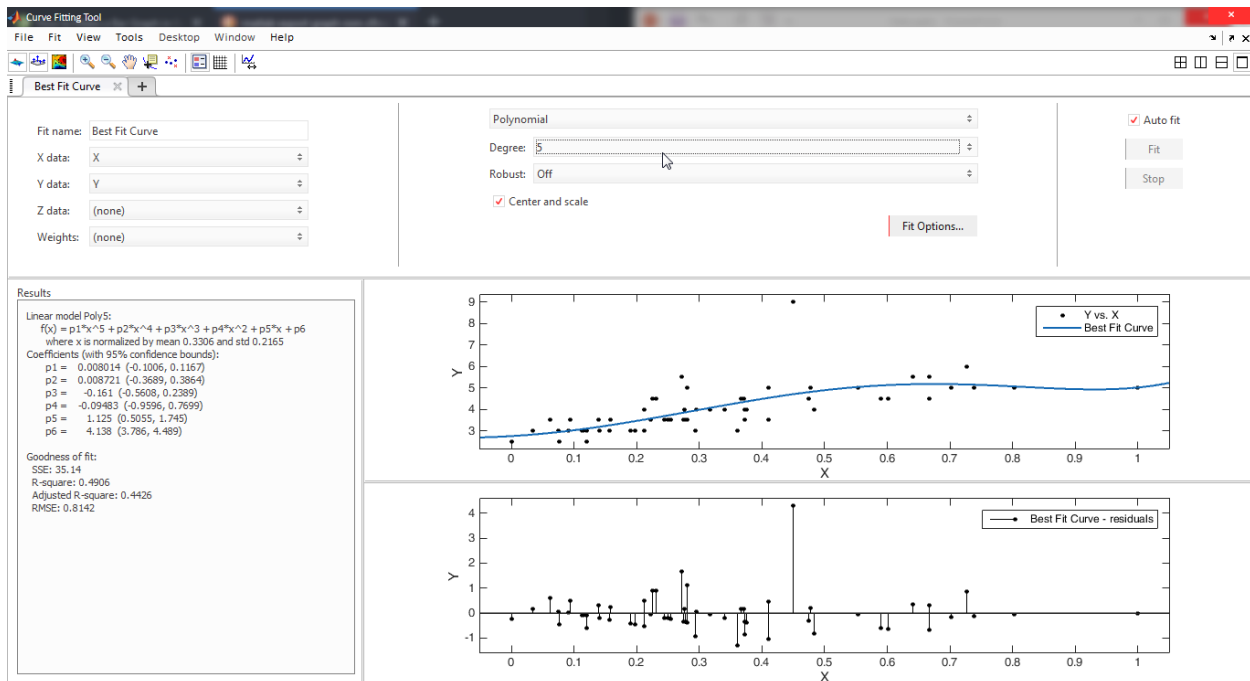 Curve Fitting Tool
File Fit View Tools Desktop Window Help
Best Fit Curve
Fit name: Best Fit Curve
X data: X
Y data: Y
Z data: (none)
Weights: (none)
Polynomial
Degree: 5
Robust: Off
Center and scale
Fit Options...
Auto fit
Fit
Stop
Results
Linear model Poly5:
f(x) = p1*x^5 + p2*x^4 + p3*x^3 + p4*x^2 + p5*x + p6
where x is normalized by mean 0.3306 and std 0.2165
Coefficients (with 95% confidence bounds):
p1 = 0.008014 (-0.1006, 0.1167)
p2 = 0.008721 (-0.3689, 0.3864)
p3 = -0.161 (-0.5608, 0.2389)
p4 = -0.09483 (-0.9596, 0.7699)
p5 = 1.125 (0.5055, 1.745)
p6 = 4.138 (3.786, 4.489)
Goodness of fit:
SSE: 35.14
R-square: 0.4906
Adjusted R-square: 0.4426
RMSE: 0.8142
9
8
7
6
5
4
3
Y
Y vs. X
Best Fit Curve
0 0.1 0.2 0.3 0.4 0.5 0.6 0.7 0.8 0.9 1
X
4
3
2
1
0
-1
Y
Best Fit Curve - residuals
0 0.1 0.2 0.3 0.4 0.5 0.6 0.7 0.8 0.9 1
X